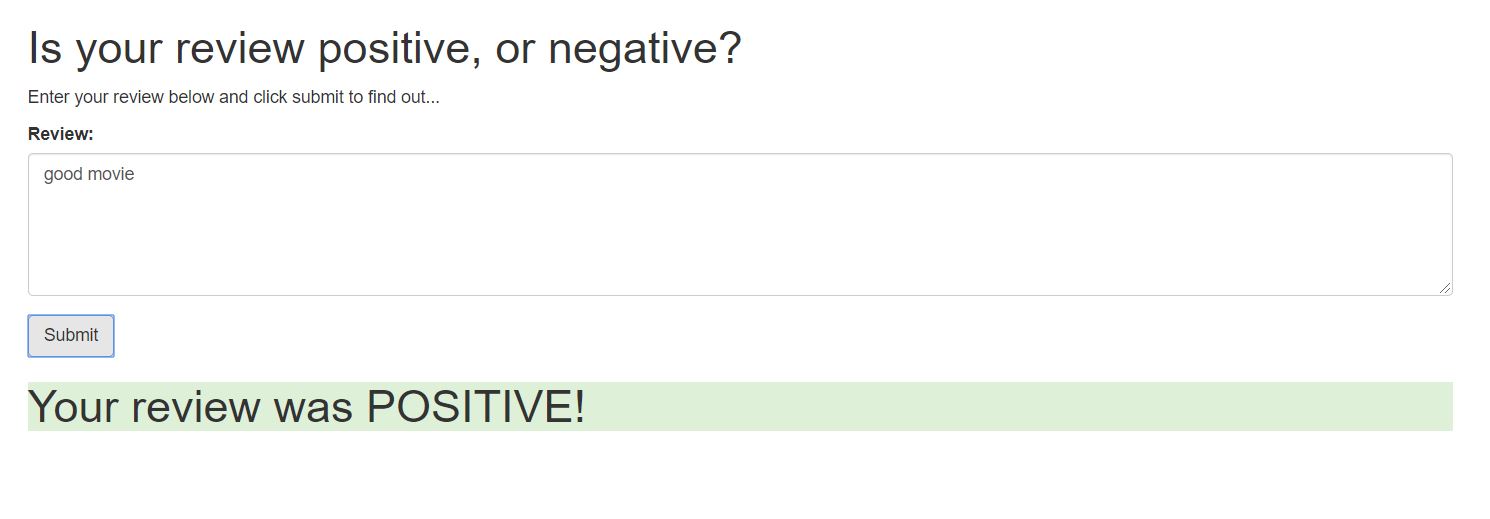 Is your review positive, or negative?
Enter your review below and click submit to find out...
Review:
good movie
Submit
Your review was POSITIVE!